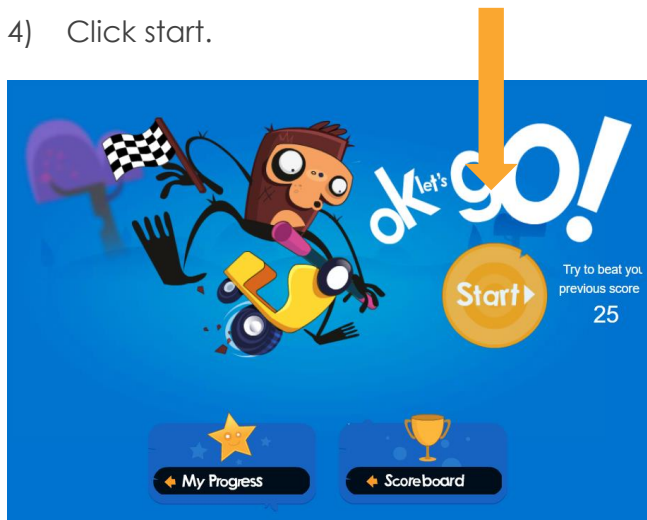 4) Click start.
ok let's go!
Start
Try to beat you
previous score
25
My Progress
Scoreboard